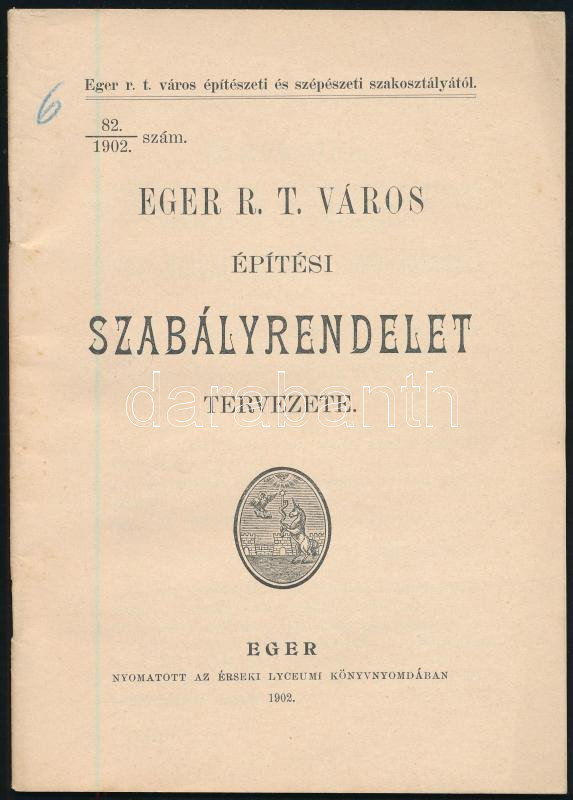 Eger r. t. város építészeti és szépészeti szakosztályától.
6
82.
1902. szám.
EGER R. T. VÁROS
ÉPÍTÉSI
SZABÁLYRENDELET
darabanth
TERVEZETE.
EGER
NYOMATOTT AZ ÉRSEKI LYCEUMI KÖNYVNYOMDÁBAN
1902.